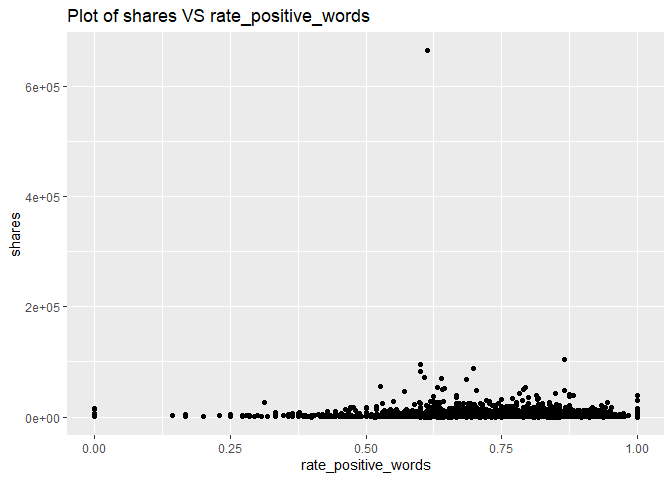 Plot of shares VS rate_positive_words
6e+05
4e+05
2e+05
0e+00
shares
0.00 0.25 0.50 0.75 1.00
rate_positive_words